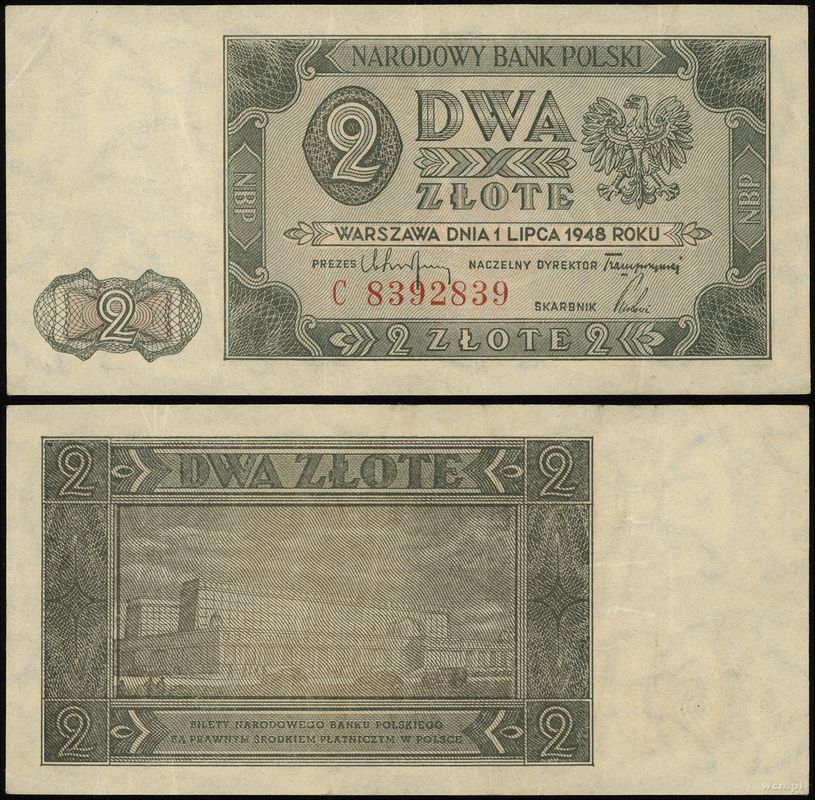 NARODOWY BANK POLSKI
2
DWA
ZŁOTE
NBP
NBP
WARSZAWA DNIA 1 LIPCA 1948 ROKU
PREZES NACZELNY DYREKTOR
C 8392839
SKARBNIK
2
2 ZŁOTE 2
2 DWA ZŁOTE 2
2 BILETY NARODOWEGO BANKU POLSKIEGO
SĄ PRAWNYM ŚRODKIEM PŁATNICZYM W POLSCE 2
wcn.pl